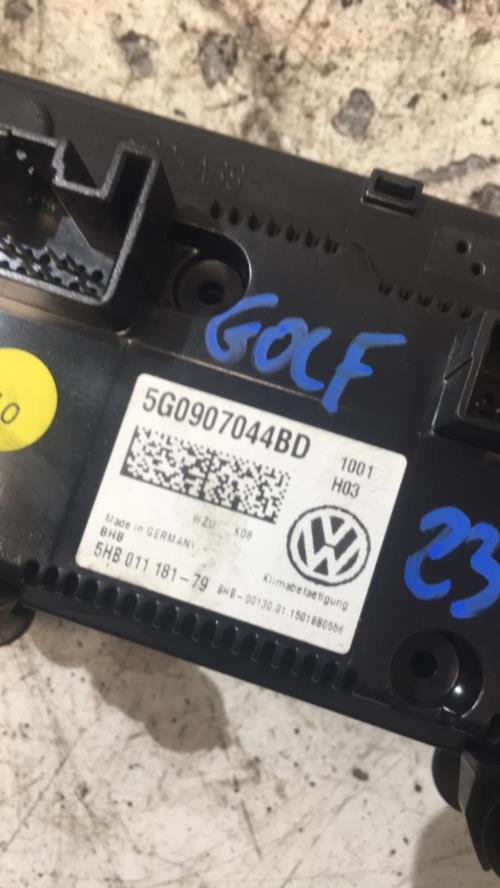 GOLF
5G0907044BD
1001
H03
WZU K08
Made in GERMANY
BHB
5HB 011 181-79
BHB-00130.01.1501880556
Klimabetaetigung
23